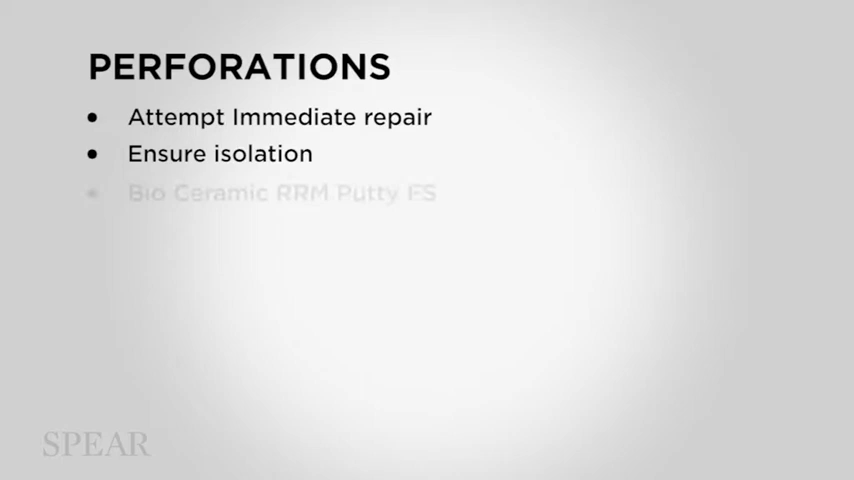 PERFORATIONS
• Attempt Immediate repair
• Ensure isolation
• Bio Ceramic RRM Putty FS
SPEAR